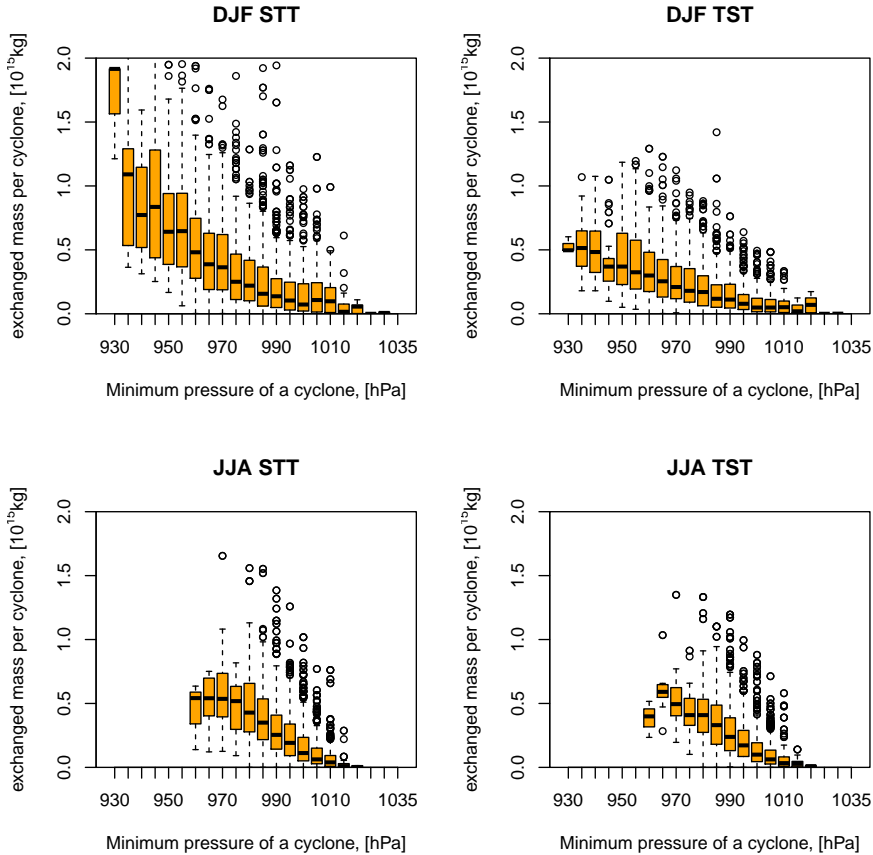 DJF STT
exchanged mass per cyclone, [10¹⁵kg]
2.0
1.5
1.0
0.5
0.0
930 950 970 990 1010 1035
Minimum pressure of a cyclone, [hPa]
DJF TST
exchanged mass per cyclone, [10¹⁵kg]
2.0
1.5
1.0
0.5
0.0
930 950 970 990 1010 1035
Minimum pressure of a cyclone, [hPa]
JJA STT
exchanged mass per cyclone, [10¹⁵kg]
2.0
1.5
1.0
0.5
0.0
930 950 970 990 1010 1035
Minimum pressure of a cyclone, [hPa]
JJA TST
exchanged mass per cyclone, [10¹⁵kg]
2.0
1.5
1.0
0.5
0.0
930 950 970 990 1010 1035
Minimum pressure of a cyclone, [hPa]